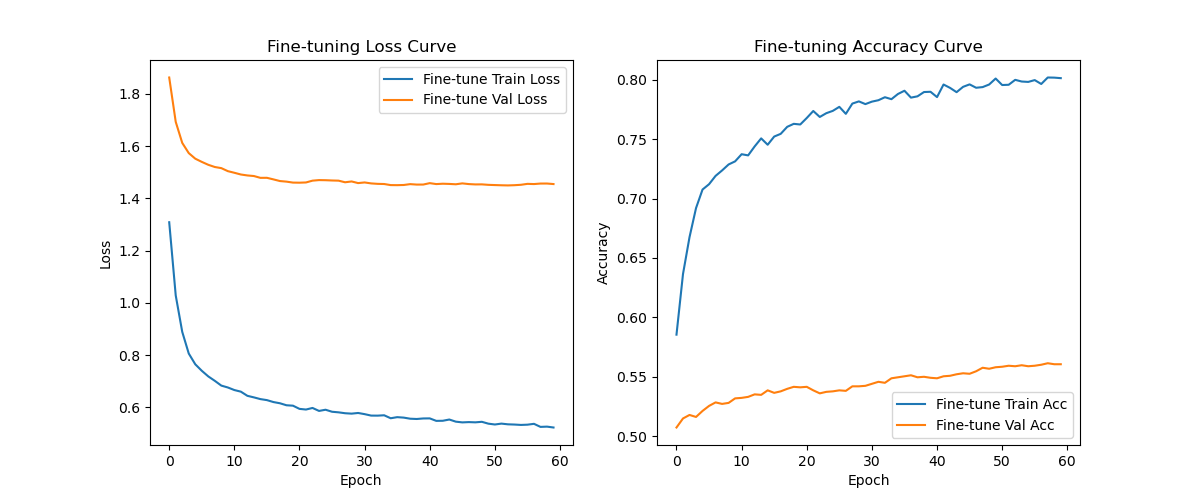 Fine-tuning Loss Curve
Fine-tune Train Loss
Fine-tune Val Loss
Loss
1.8
1.6
1.4
1.2
1.0
0.8
0.6
0 10 20 30 40 50 60
Epoch
Fine-tuning Accuracy Curve
Accuracy
0.80
0.75
0.70
0.65
0.60
0.55
0.50
Fine-tune Train Acc
Fine-tune Val Acc
0 10 20 30 40 50 60
Epoch